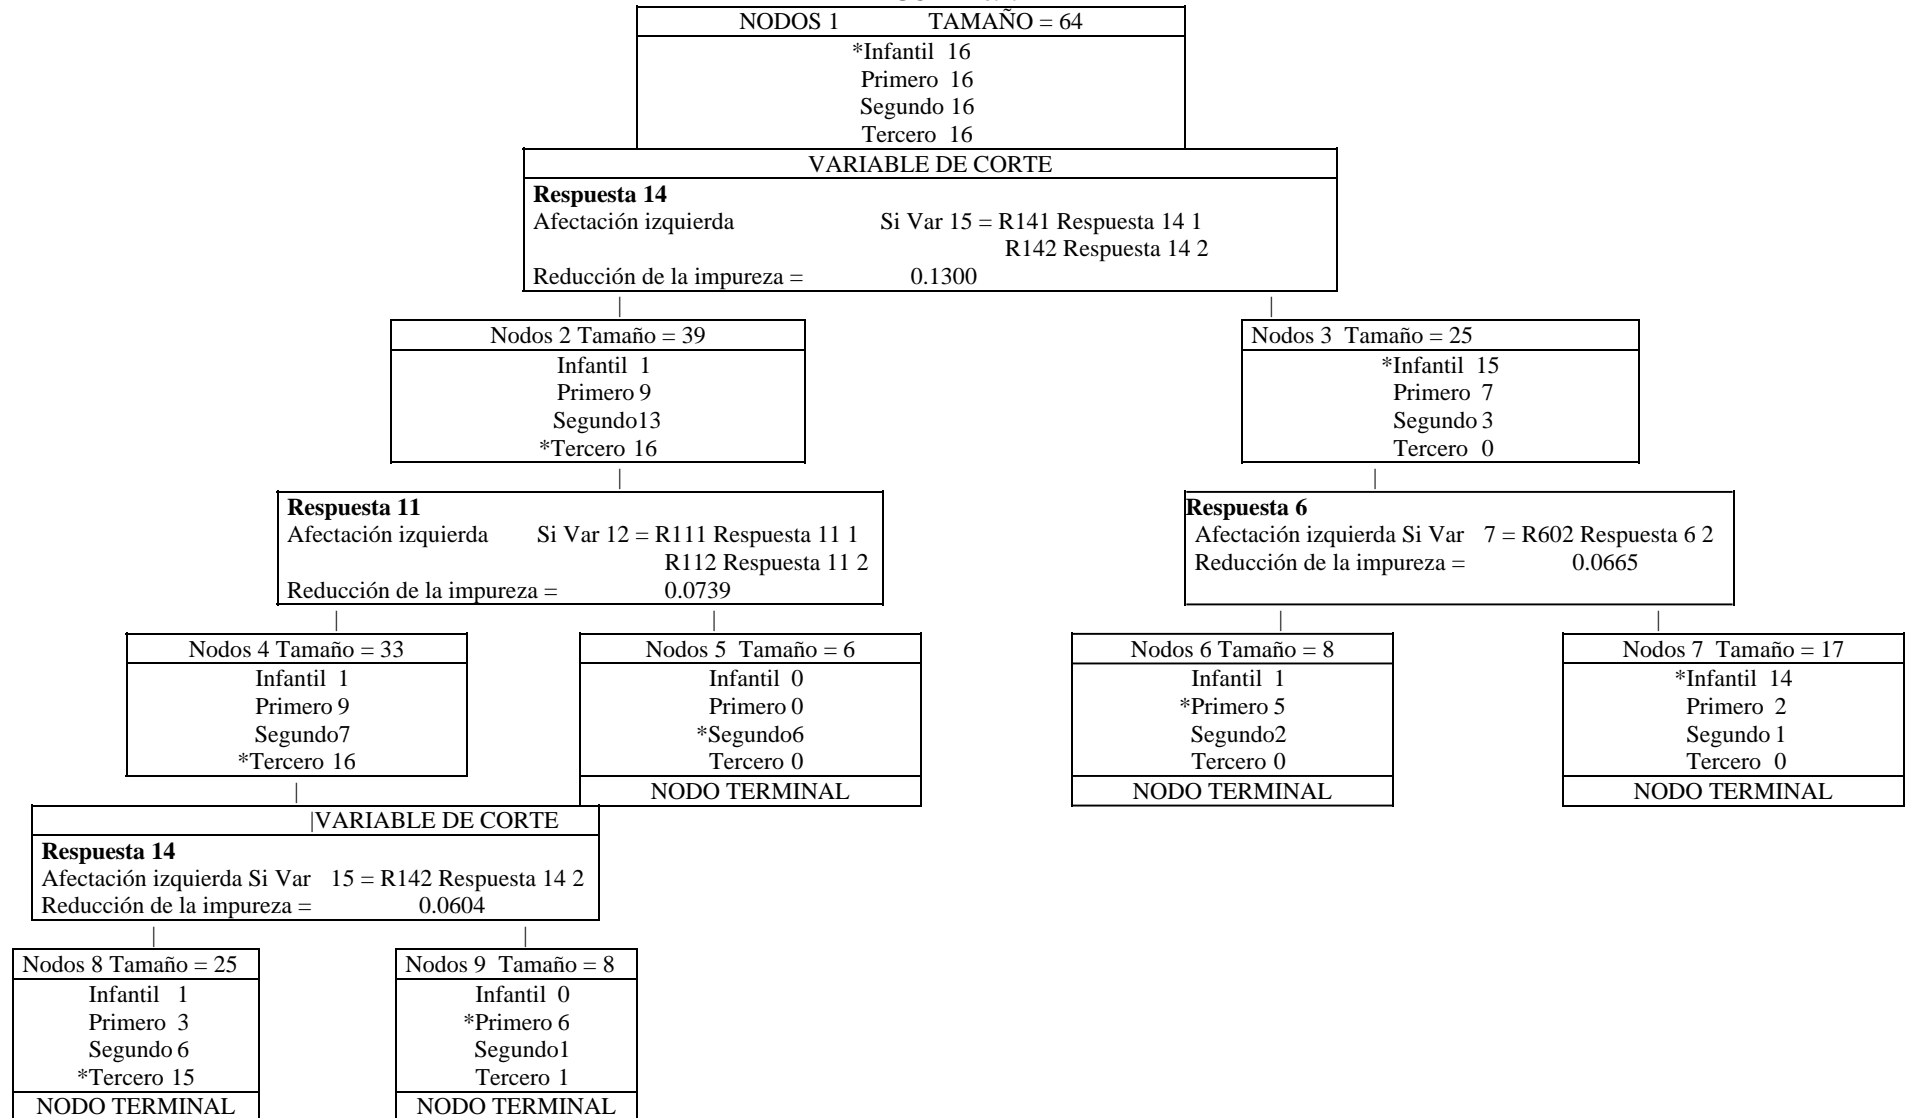 NODOS 1 TAMAÑO = 64
*Infantil 16
Primero 16
Segundo 16
Tercero 16
VARIABLE DE CORTE
Respuesta 14
Afectación izquierda Si Var 15 = R141 Respuesta 14 1
R142 Respuesta 14 2
Reducción de la impureza = 0.1300
|
|
Nodos 2 Tamaño = 39
Infantil 1
Primero 9
Segundo13
*Tercero 16
Nodos 3 Tamaño = 25
*Infantil 15
Primero 7
Segundo 3
Tercero 0
|
|
Respuesta 11
Afectación izquierda Si Var 12 = R111 Respuesta 11 1
R112 Respuesta 11 2
Reducción de la impureza = 0.0739
Respuesta 6
Afectación izquierda Si Var 7 = R602 Respuesta 6 2
Reducción de la impureza = 0.0665
|
|
|
|
Nodos 4 Tamaño = 33
Infantil 1
Primero 9
Segundo7
*Tercero 16
Nodos 5 Tamaño = 6
Infantil 0
Primero 0
*Segundo6
Tercero 0
NODO TERMINAL
Nodos 6 Tamaño = 8
Infantil 1
*Primero 5
Segundo2
Tercero 0
NODO TERMINAL
Nodos 7 Tamaño = 17
*Infantil 14
Primero 2
Segundo 1
Tercero 0
NODO TERMINAL
|
|VARIABLE DE CORTE
Respuesta 14
Afectación izquierda Si Var 15 = R142 Respuesta 14 2
Reducción de la impureza = 0.0604
|
|
Nodos 8 Tamaño = 25
Infantil 1
Primero 3
Segundo 6
*Tercero 15
NODO TERMINAL
Nodos 9 Tamaño = 8
Infantil 0
*Primero 6
Segundo1
Tercero 1
NODO TERMINAL